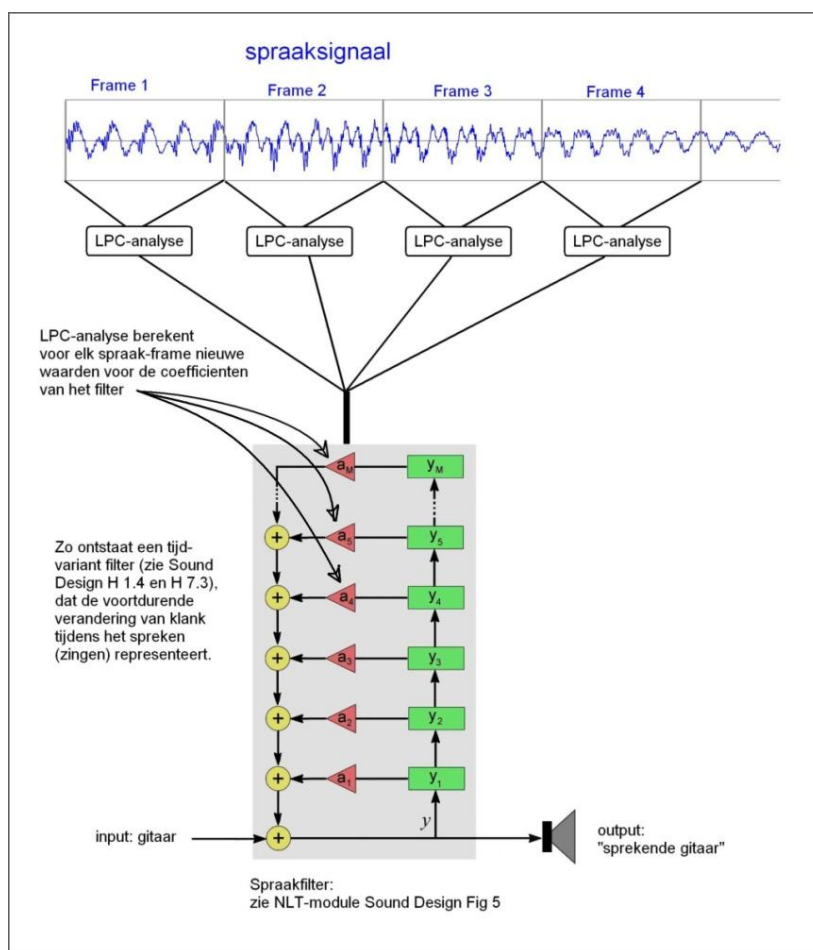 spraaksignaal
Frame 1
Frame 2
Frame 3
Frame 4
LPC-analyse
LPC-analyse
LPC-analyse
LPC-analyse
LPC-analyse berekent
voor elk spraak-frame nieuwe
waarden voor de coefficienten
van het filter
a_M
y_M
+
a_5
y_5
Zo ontstaat een tijd-
variant filter (zie Sound
Design H 1.4 en H 7.3),
dat de voortdurende
verandering van klank
tijdens het spreken
(zingen) representeert.
+
a_4
y_4
+
a_3
y_3
+
a_2
y_2
+
a_1
y_1
y
input: gitaar
+
output:
"sprekende gitaar"
Spraakfilter:
zie NLT-module Sound Design Fig 5